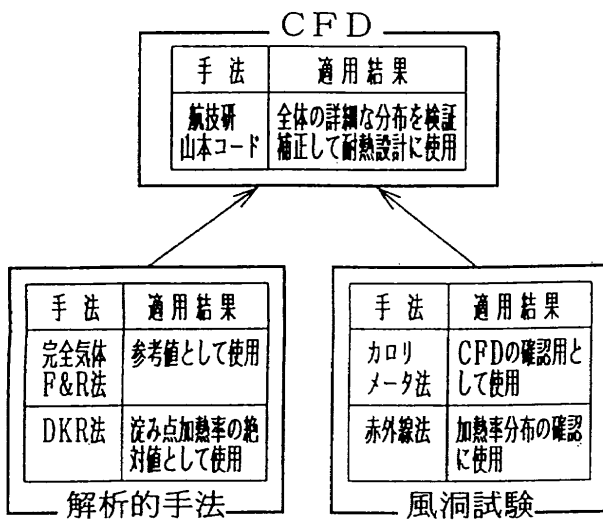 CFD
手法 適用結果
航技研 全体の詳細な分布を検証
山本コード 補正して耐熱設計に使用
手法 適用結果
完全気体 参考値として使用
F&R法
DKR法 淀み点加熱率の絶
対値として使用
解析的手法
手法 適用結果
カロリ CFDの確認用と
メータ法 して使用
赤外線法 加熱率分布の確認
に使用
風洞試験